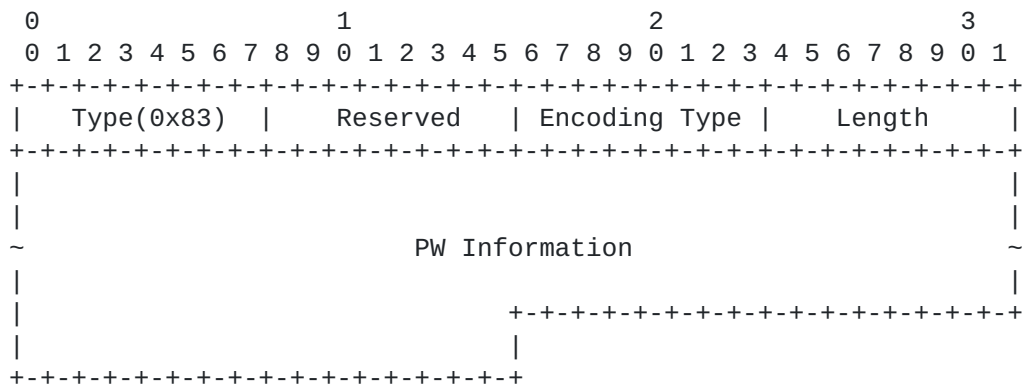 0                   1                   2                   3
 0 1 2 3 4 5 6 7 8 9 0 1 2 3 4 5 6 7 8 9 0 1 2 3 4 5 6 7 8 9 0 1
+-+-+-+-+-+-+-+-+-+-+-+-+-+-+-+-+-+-+-+-+-+-+-+-+-+-+-+-+-+-+-+-+
|   Type(0x83)  |    Reserved   | Encoding Type |    Length     |
+-+-+-+-+-+-+-+-+-+-+-+-+-+-+-+-+-+-+-+-+-+-+-+-+-+-+-+-+-+-+-+-+
|                                                               |
|                                                               |
~                         PW Information                        ~
|                                                               |
|                               +-+-+-+-+-+-+-+-+-+-+-+-+-+-+-+-+
|                               |
+-+-+-+-+-+-+-+-+-+-+-+-+-+-+-+-+